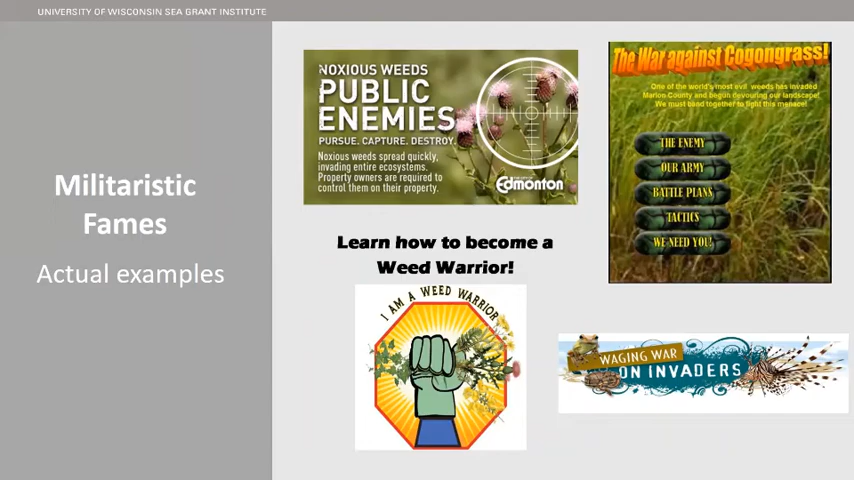 UNIVERSITY OF WISCONSIN SEA GRANT INSTITUTE
Militaristic
Fames
Actual examples
NOXIOUS WEEDS
PUBLIC
ENEMIES
PURSUE. CAPTURE. DESTROY.
Noxious weeds spread quickly,
invading entire ecosystems.
Property owners are required to
control them on their property.
Edmonton
The War against Cogongrass!
One of the world's most evil weeds has invaded
Marion County and begun devouring our landscape!
We must band together to fight this menace!
THE ENEMY
OUR ARMY
BATTLE PLANS
TACTICS
WE NEED YOU!
Learn how to become a
Weed Warrior!
I AM A WEED WARRIOR
WAGING WAR
ON INVADERS